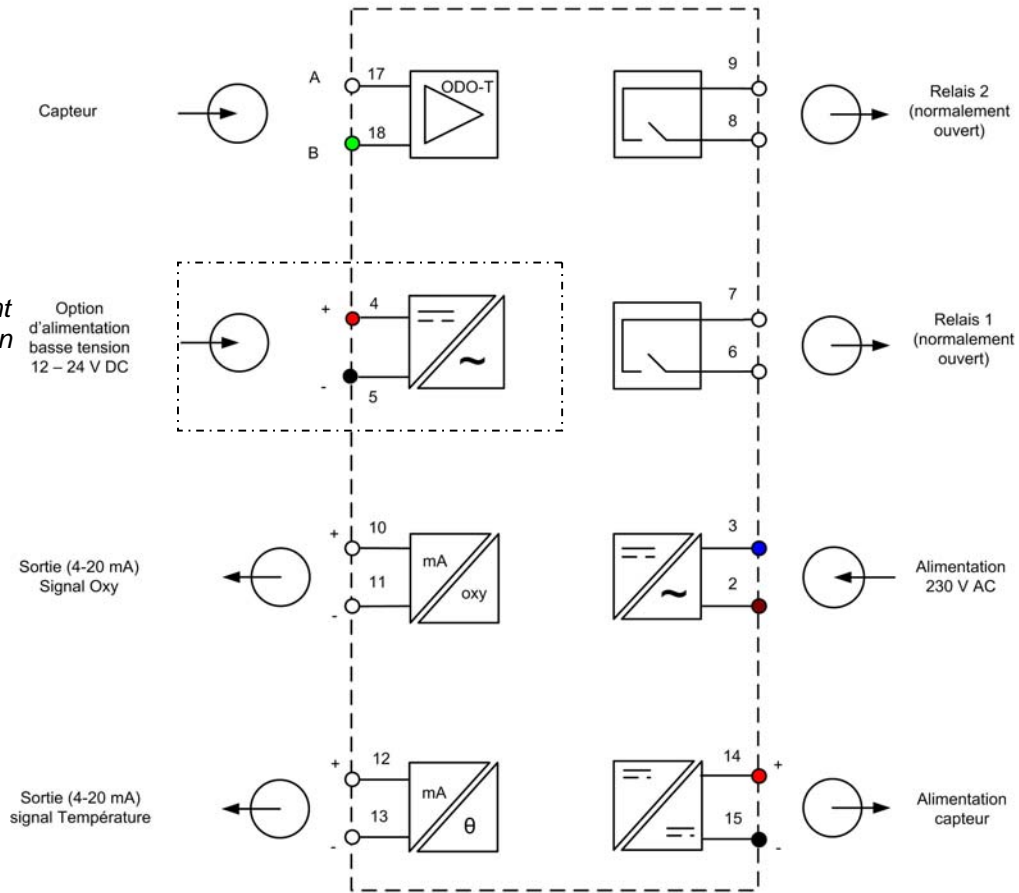 A
17
ODO-T
Capteur
18
B
9
8
Relais 2
(normalement
ouvert)
nt
n
Option
d'alimentation
basse tension
12 – 24 V DC
+
4
-
5
~
7
6
Relais 1
(normalement
ouvert)
Sortie (4-20 mA)
Signal Oxy
+
10
11
-
mA
oxy
3
2
~
Alimentation
230 V AC
Sortie (4-20 mA)
signal Température
+
12
13
-
mA
θ
14
+
15
-
Alimentation
capteur